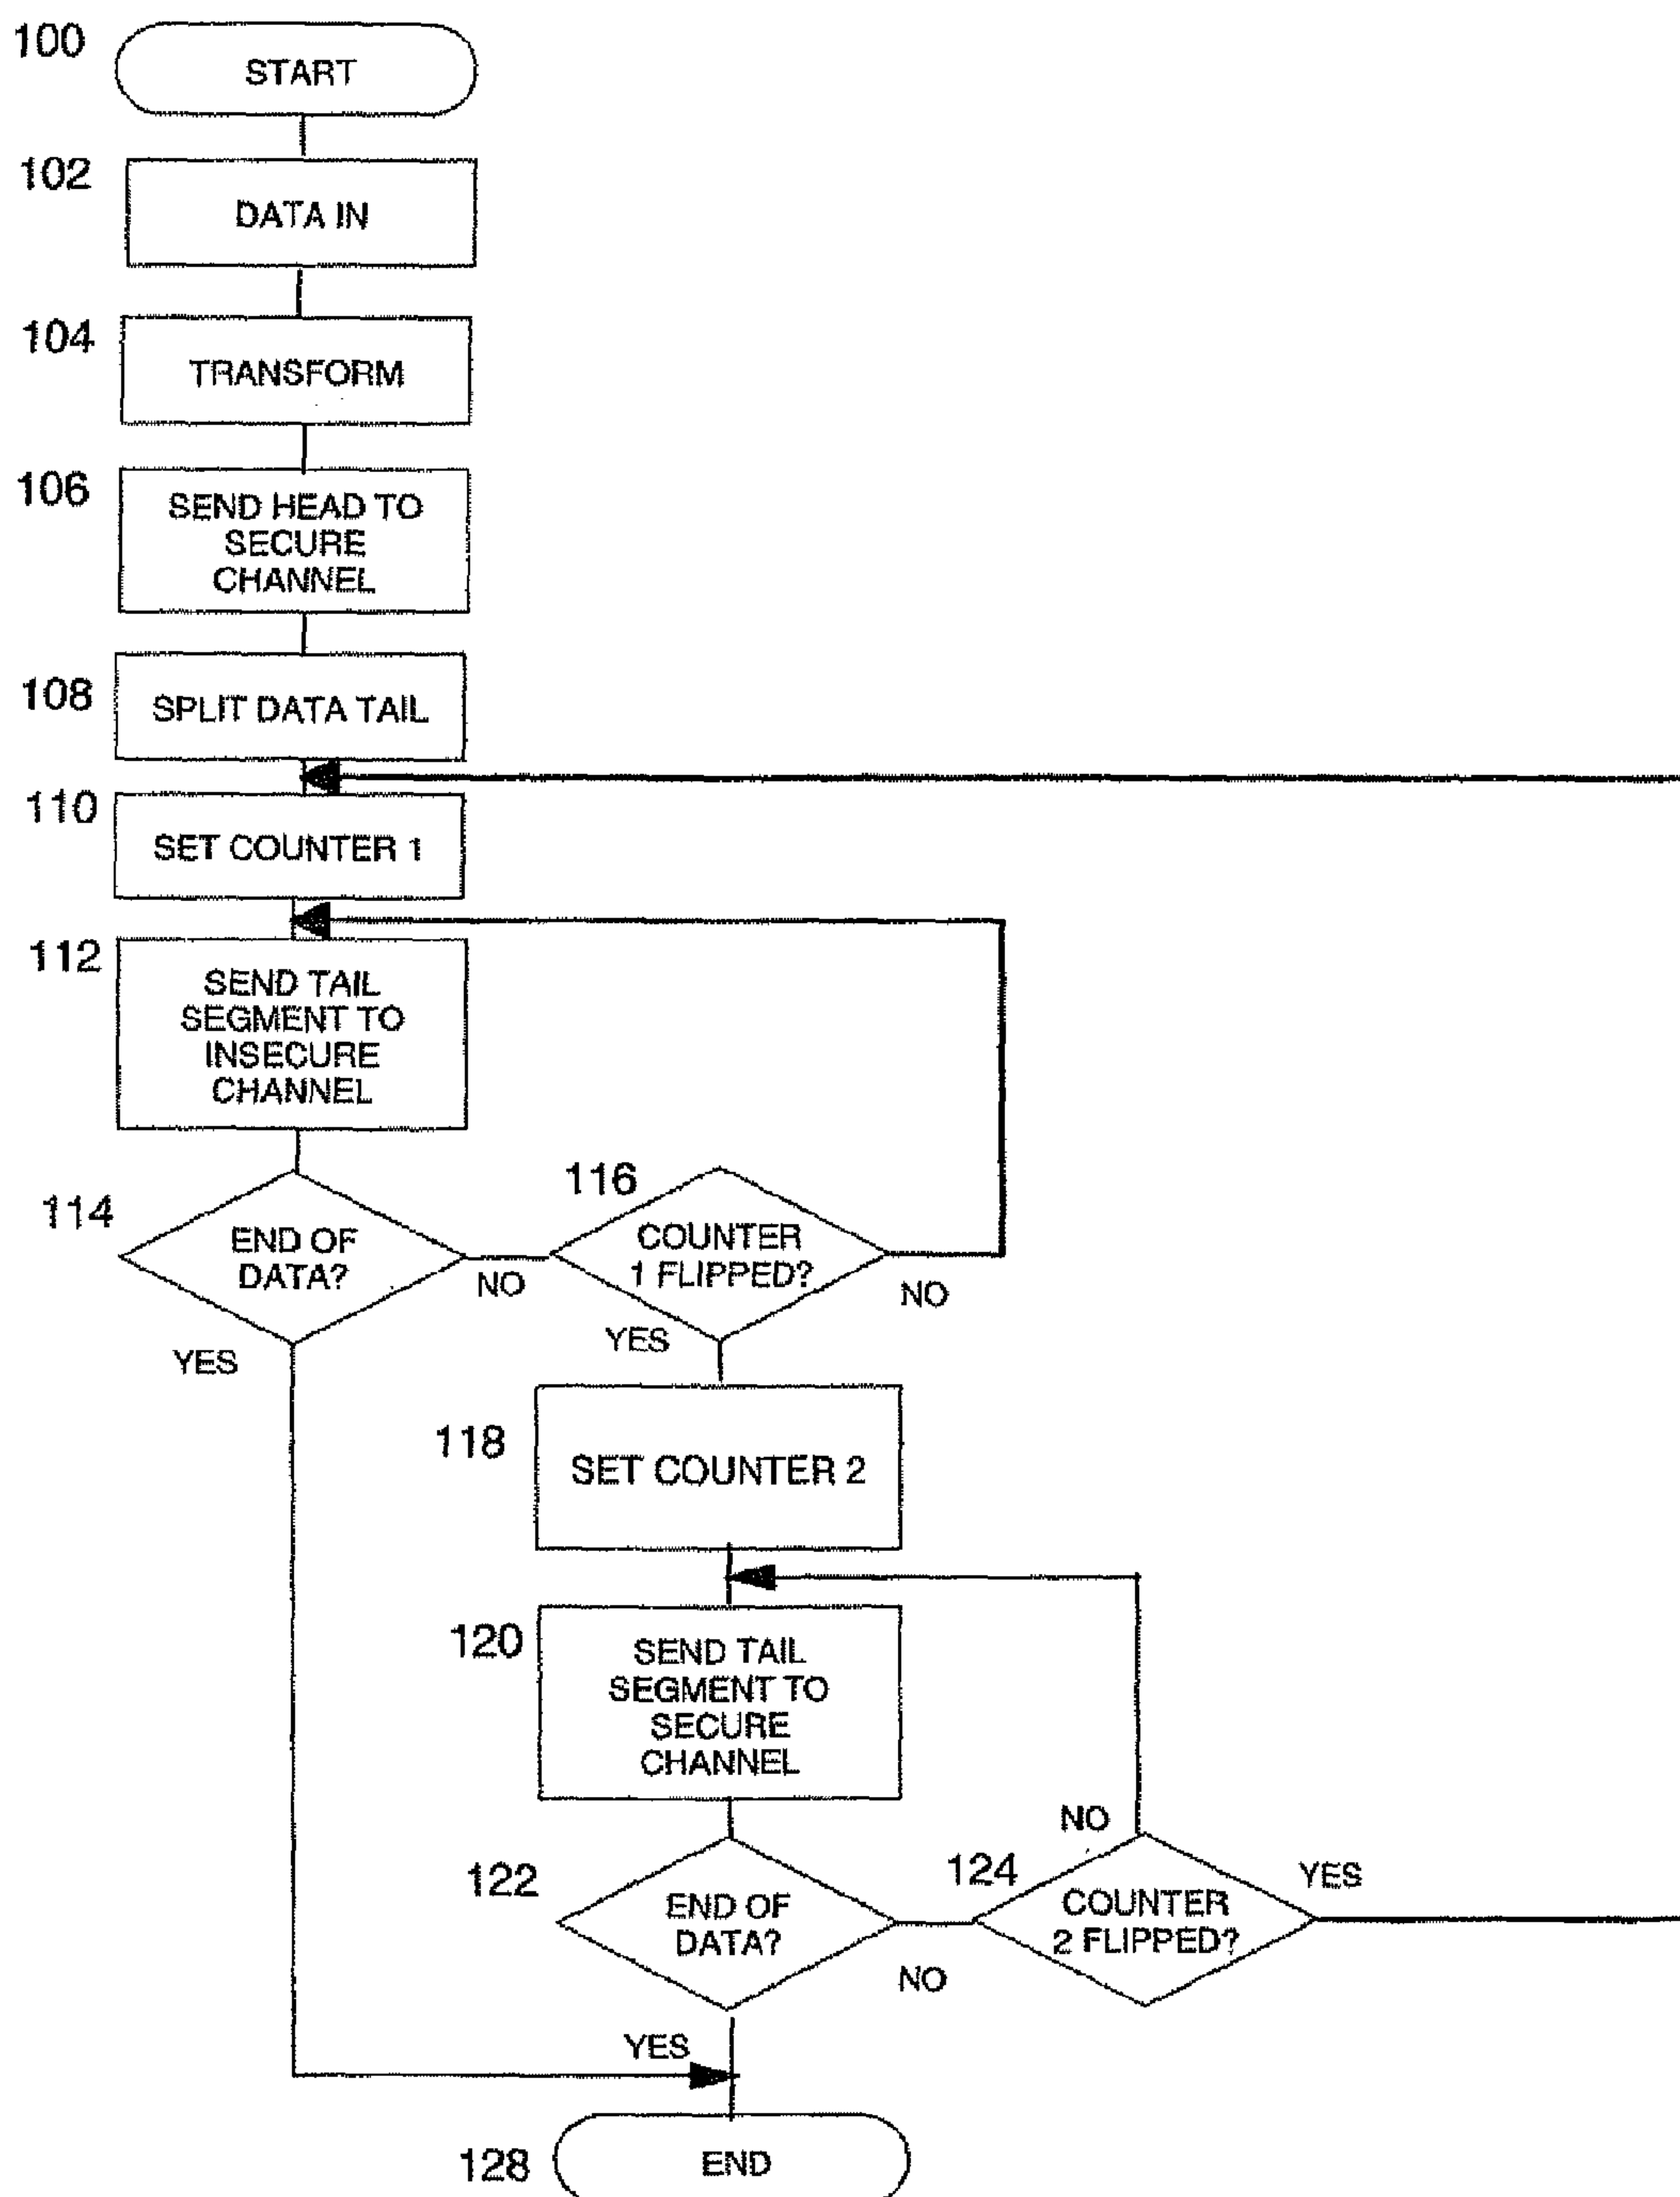 100
START
102
DATA IN
104
TRANSFORM
106
SEND HEAD TO
SECURE
CHANNEL
108
SPLIT DATA TAIL
110
SET COUNTER 1
112
SEND TAIL
SEGMENT TO
INSECURE
CHANNEL
114
END OF
DATA?
NO
YES
116
COUNTER
1 FLIPPED?
NO
YES
118
SET COUNTER 2
120
SEND TAIL
SEGMENT TO
SECURE
CHANNEL
122
END OF
DATA?
NO
YES
124
COUNTER
2 FLIPPED?
NO
YES
128
END